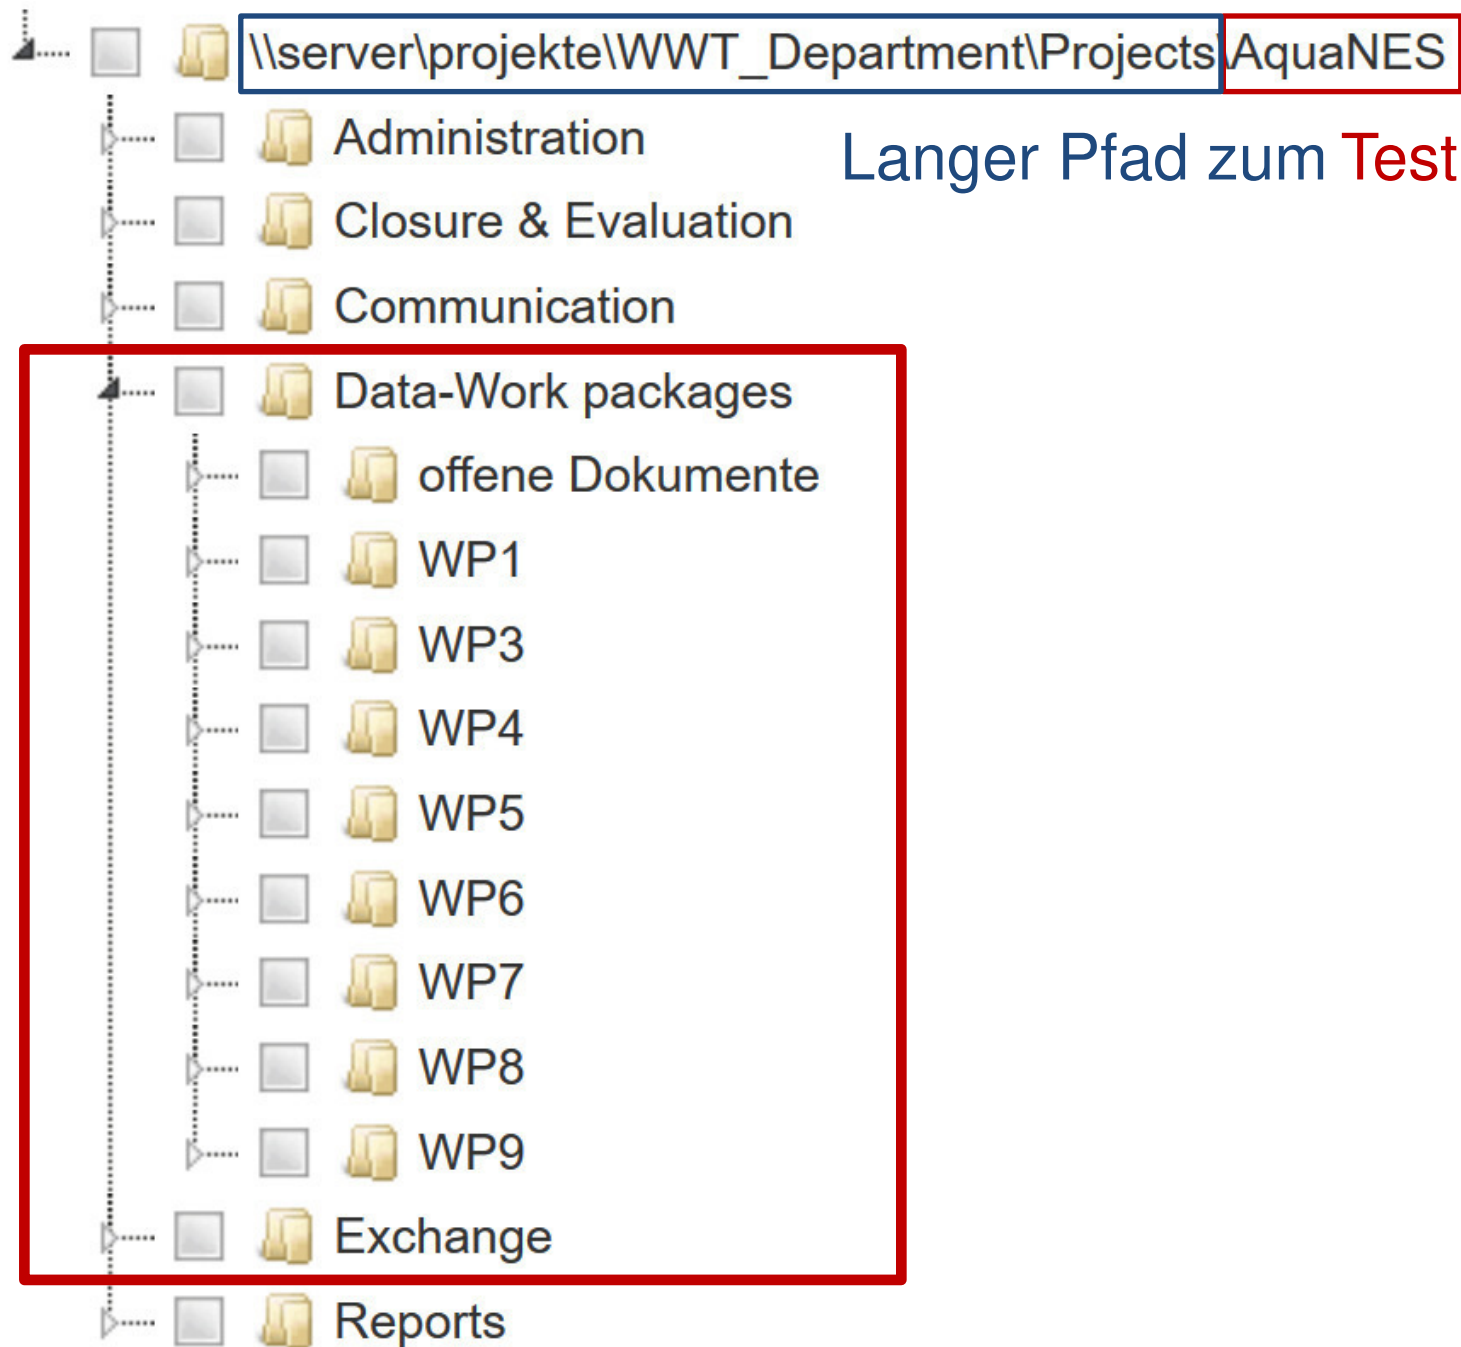 \\server\projekte\WWT_Department\Projects\AquaNES
Administration
Langer Pfad zum Test
Closure & Evaluation
Communication
Data-Work packages
offene Dokumente
WP1
WP3
WP4
WP5
WP6
WP7
WP8
WP9
Exchange
Reports